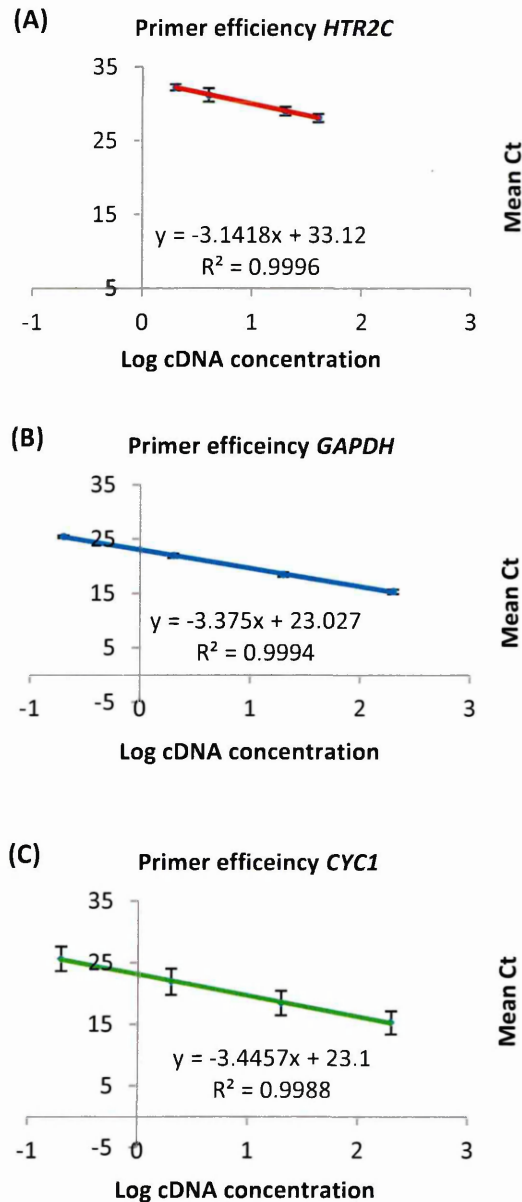 (A)
Primer efficiency HTR2C
35
25
15
5
y = -3.1418x + 33.12
R² = 0.9996
-1 0 1 2 3
Log cDNA concentration
Mean Ct
(B)
Primer efficeincy GAPDH
35
25
15
5
-5
y = -3.375x + 23.027
R² = 0.9994
-1 0 1 2 3
Log cDNA concentration
Mean Ct
(C)
Primer efficeincy CYC1
35
25
15
5
-5
y = -3.4457x + 23.1
R² = 0.9988
-1 0 1 2 3
Log cDNA concentration
Mean Ct